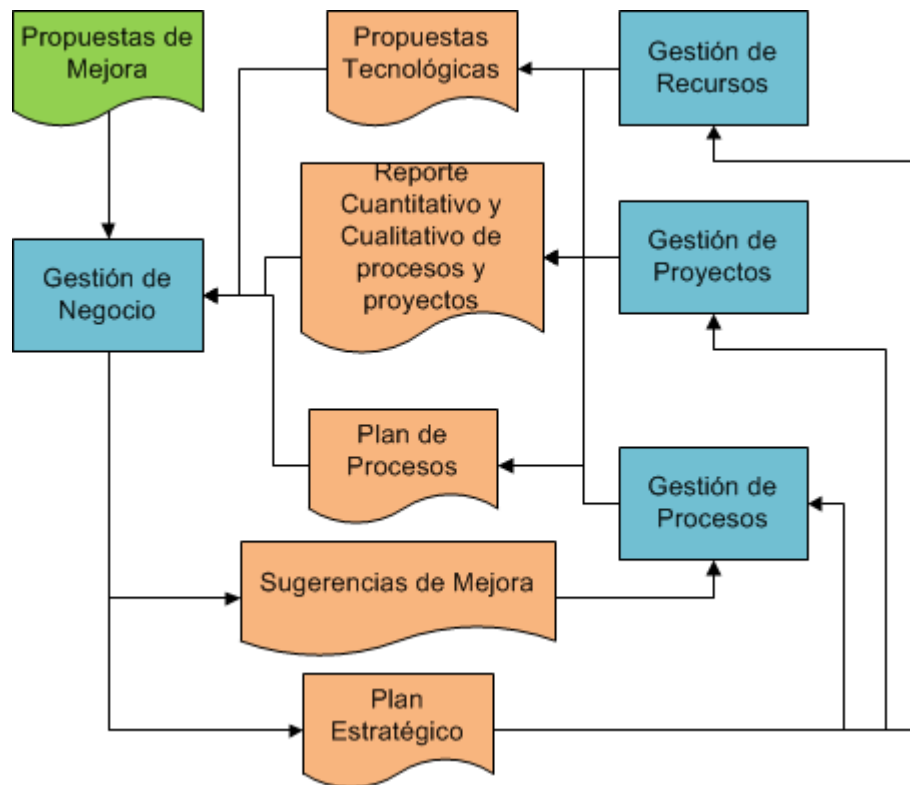 Propuestas de
Mejora
Propuestas
Tecnológicas
Gestión de
Recursos
Reporte
Cuantitativo y
Cualitativo de
procesos y
proyectos
Gestión de
Proyectos
Gestión de
Negocio
Plan de
Procesos
Gestión de
Procesos
Sugerencias de Mejora
Plan
Estratégico